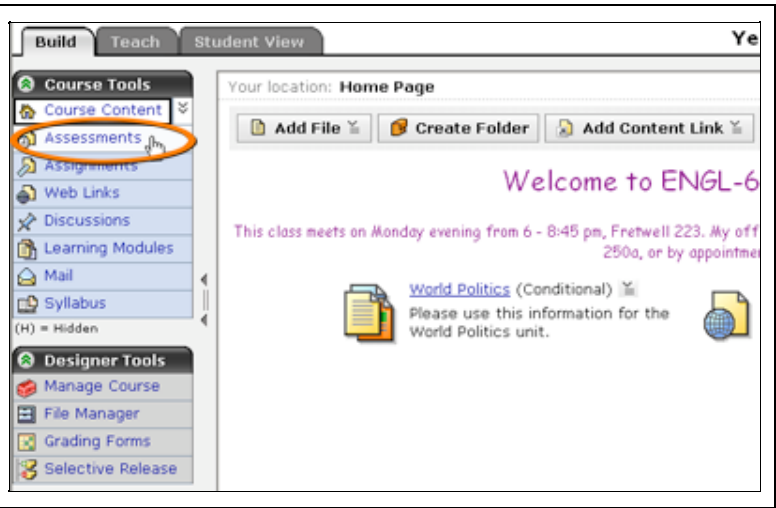 Build Teach Student View Ye
Course Tools
Course Content
Assessments
Assignments
Web Links
Discussions
Learning Modules
Mail
Syllabus
(H) = Hidden
Designer Tools
Manage Course
File Manager
Grading Forms
Selective Release
Your location: Home Page
Add File Create Folder Add Content Link
Welcome to ENGL-6
This class meets on Monday evening from 6 - 8:45 pm, Fretwell 223. My off
250a, or by appointme
World Politics (Conditional)
Please use this information for the
World Politics unit.